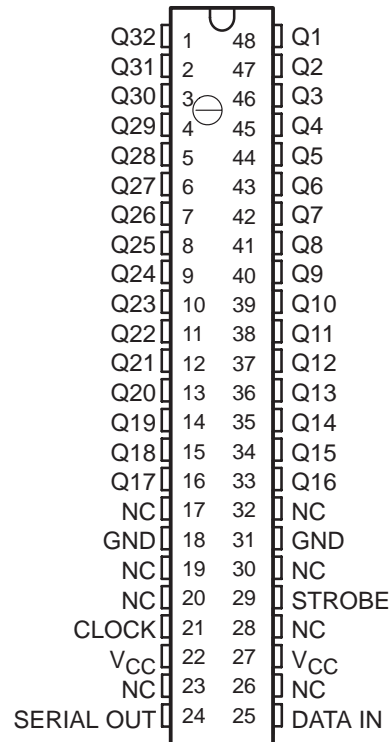 Q32 1 48 Q1
Q31 2 47 Q2
Q30 3 46 Q3
Q29 4 45 Q4
Q28 5 44 Q5
Q27 6 43 Q6
Q26 7 42 Q7
Q25 8 41 Q8
Q24 9 40 Q9
Q23 10 39 Q10
Q22 11 38 Q11
Q21 12 37 Q12
Q20 13 36 Q13
Q19 14 35 Q14
Q18 15 34 Q15
Q17 16 33 Q16
NC 17 32 NC
GND 18 31 GND
NC 19 30 NC
NC 20 29 STROBE
CLOCK 21 28 NC
VCC 22 27 VCC
NC 23 26 NC
SERIAL OUT 24 25 DATA IN